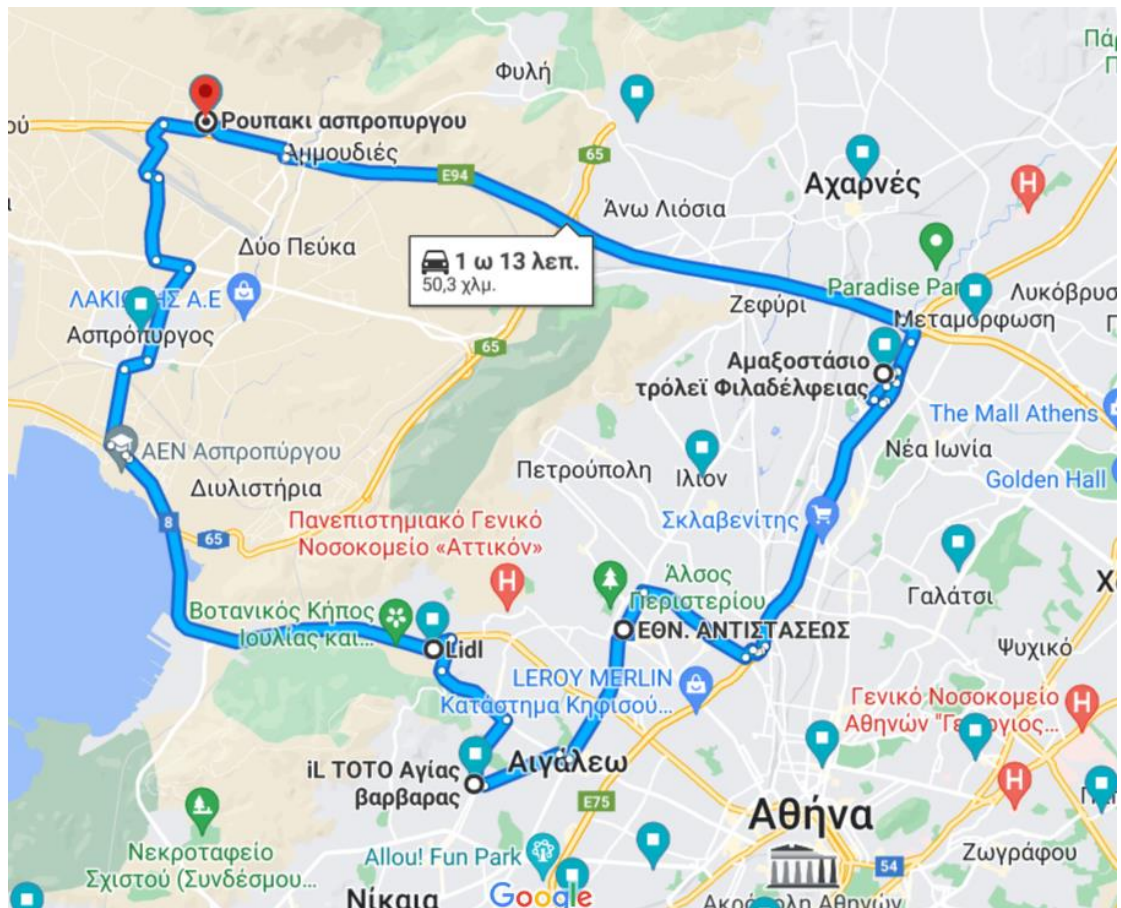 Φυλή
Ρουπακι ασπροπυργου
Αμμουδιές
E94
65
Αχαρνές
H
Άνω Λιόσια
Δύο Πεύκα
1 ω 13 λεπ.
50,3 χλμ.
Paradise Par
Λυκόβρυσ
Ζεφύρι
Μεταμόρφωση
Ασπρόπυργος
65
Αμαξοστάσιο
τρόλεϊ Φιλαδέλφειας
The Mall Athens
Νέα Ιωνία
ΑΕΝ Ασπροπύργου
Πετρούπολη
Ίλιον
Golden Hall
Διυλιστήρια
8
65
Πανεπιστημιακό Γενικό
Νοσοκομείο «Αττικόν»
H
Σκλαβενίτης
Άλσος
Περιστερίου
Γαλάτσι
Βοτανικός Κήπος
Ιουλίας και...
Lidl
ΕΘΝ. ΑΝΤΙΣΤΑΣΕΩΣ
Ψυχικό
LEROY MERLIN
Κατάστημα Κηφισού...
Γενικό Νοσοκομείο
Αθηνών "Γεώργιος...
H
iL TOTO Αγίας
βαρβαρας
Αιγάλεω
E75
H
Αθήνα
Νεκροταφείο
Σχιστού (Συνδέσμου...
Allou! Fun Park
54
Ζωγράφου
Νίκαια
Google
Ακρόπολη Αθηνών